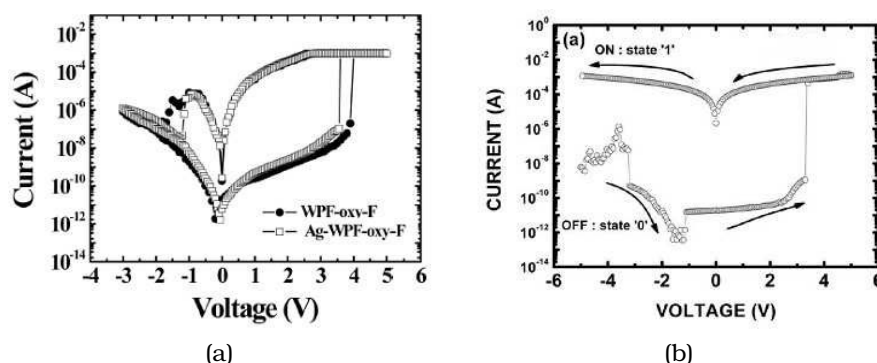 Current (A)
10⁰
10⁻²
10⁻⁴
10⁻⁶
10⁻⁸
10⁻¹⁰
10⁻¹²
10⁻¹⁴
WPF-oxy-F
Ag-WPF-oxy-F
-4 -3 -2 -1 0 1 2 3 4 5 6
Voltage (V)
(a)
CURRENT (A)
10⁰
10⁻²
10⁻⁴
10⁻⁶
10⁻⁸
10⁻¹⁰
10⁻¹²
10⁻¹⁴
(a)
ON : state '1'
OFF : state '0'
-6 -4 -2 0 2 4 6
VOLTAGE (V)
(b)